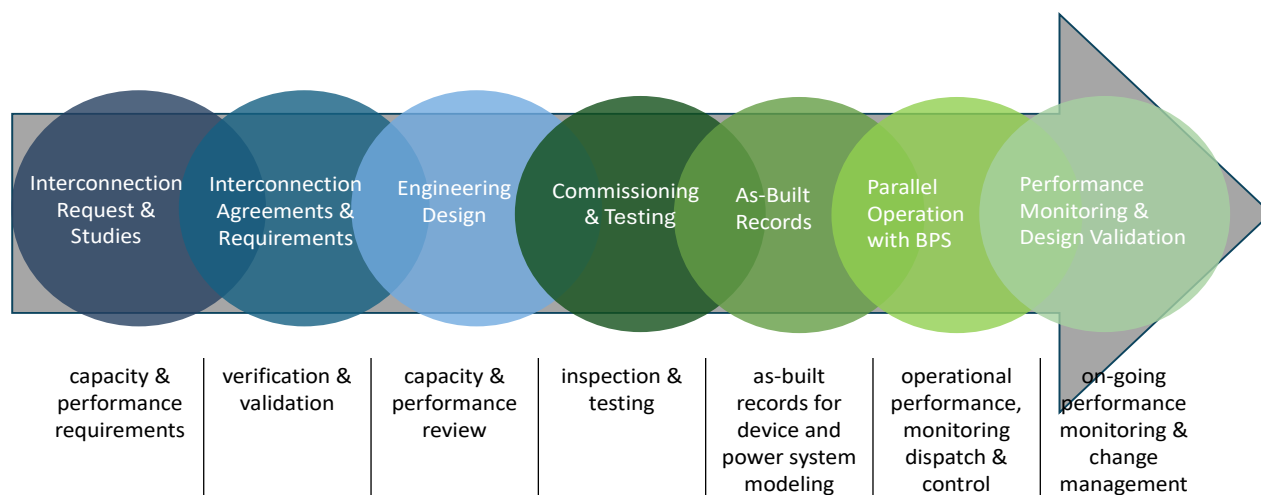 Interconnection
Request &
Studies
Interconnection
Agreements &
Requirements
Engineering
Design
Commissioning
& Testing
As-Built
Records
Parallel
Operation
with BPS
Performance
Monitoring &
Design Validation
capacity &
performance
requirements
verification &
validation
capacity &
performance
review
inspection &
testing
as-built
records for
device and
power system
modeling
operational
performance,
monitoring
dispatch &
control
on-going
performance
monitoring &
change
management